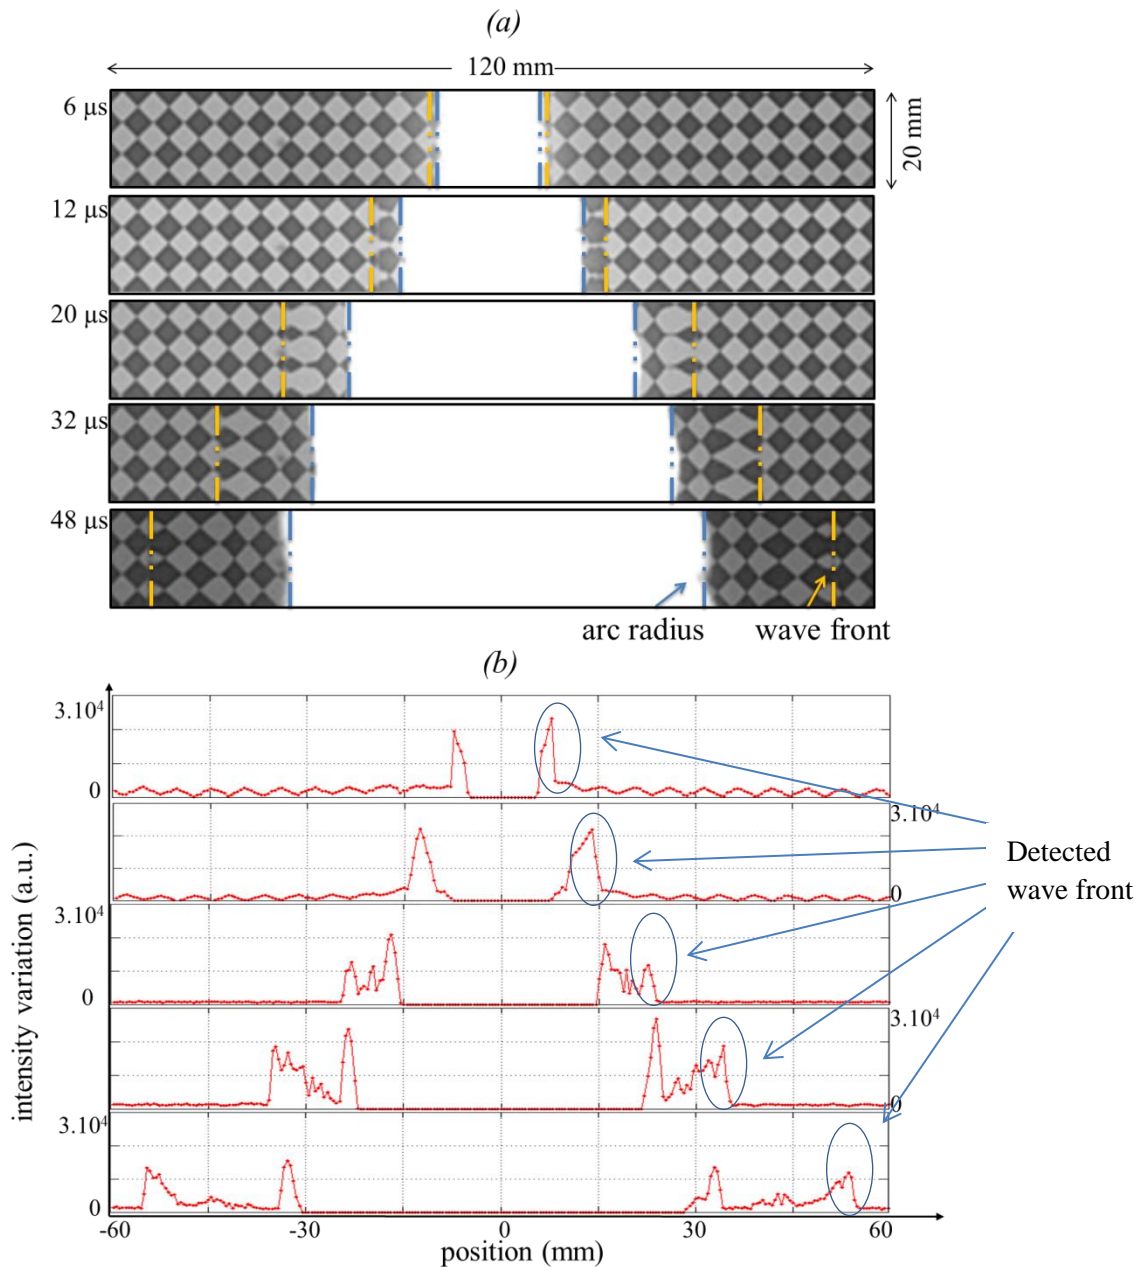 (a)
120 mm
6 µs
20 mm
12 µs
20 µs
32 µs
48 µs
arc radius
wave front
(b)
3.10⁴
0
3.10⁴
0
3.10⁴
0
3.10⁴
0
3.10⁴
0
Detected
wave front
intensity variation (a.u.)
-60
-30
0
30
60
position (mm)